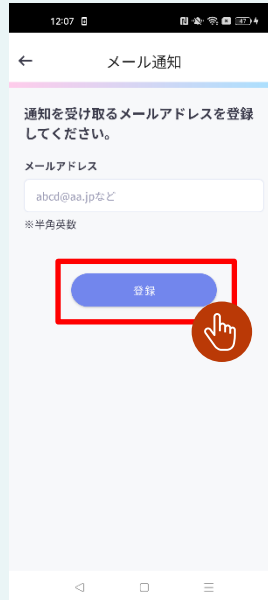 12:07
47
メール通知
通知を受け取るメールアドレスを登録
してください。
メールアドレス
abcd@aa.jpなど
※半角英数
登録